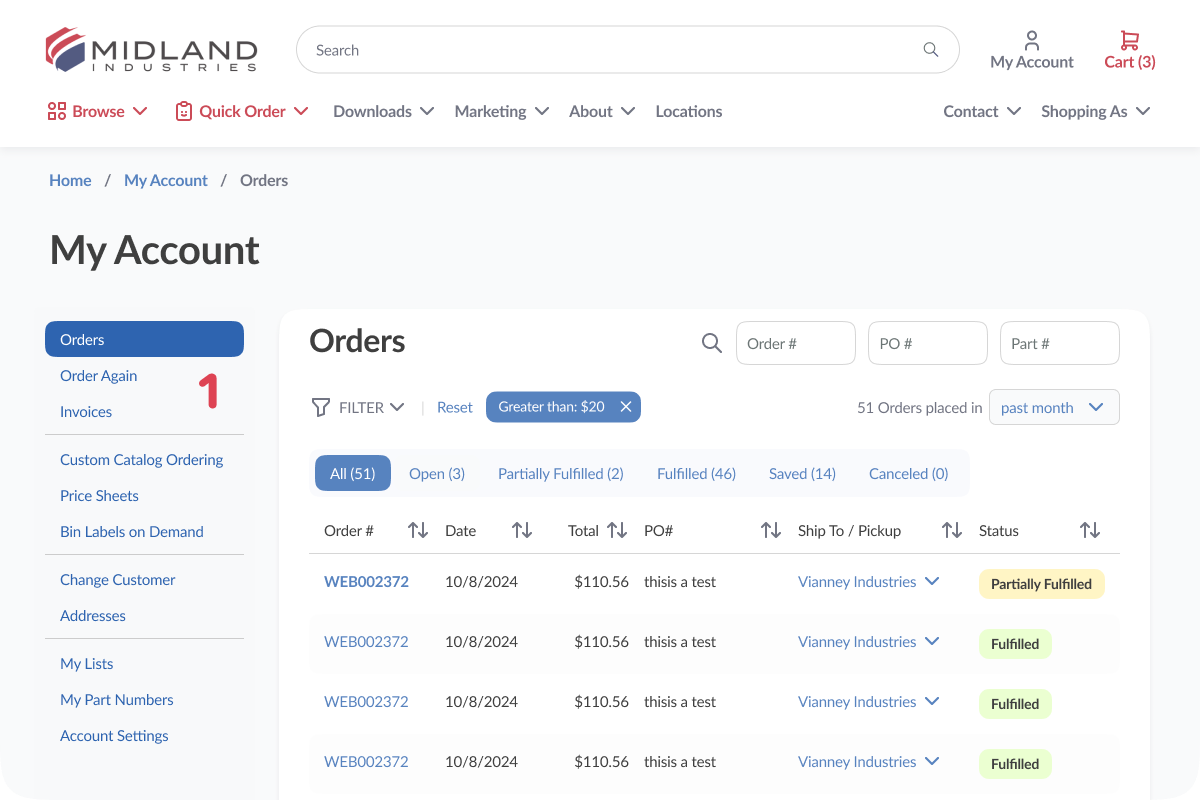 MIDLAND
INDUSTRIES
Search
My Account
Cart (3)
Browse
Quick Order
Downloads
Marketing
About
Locations
Contact
Shopping As
Home / My Account / Orders
My Account
Orders
Order Again
1
Invoices
Custom Catalog Ordering
Price Sheets
Bin Labels on Demand
Change Customer
Addresses
My Lists
My Part Numbers
Account Settings
Orders
Order #
PO #
Part #
FILTER | Reset Greater than: $20
51 Orders placed in past month
All (51) Open (3) Partially Fulfilled (2) Fulfilled (46) Saved (14) Canceled (0)
Order # Date Total PO# Ship To / Pickup Status
WEB002372 10/8/2024 $110.56 thisis a test Vianney Industries Partially Fulfilled
WEB002372 10/8/2024 $110.56 thisis a test Vianney Industries Fulfilled
WEB002372 10/8/2024 $110.56 thisis a test Vianney Industries Fulfilled
WEB002372 10/8/2024 $110.56 thisis a test Vianney Industries Fulfilled